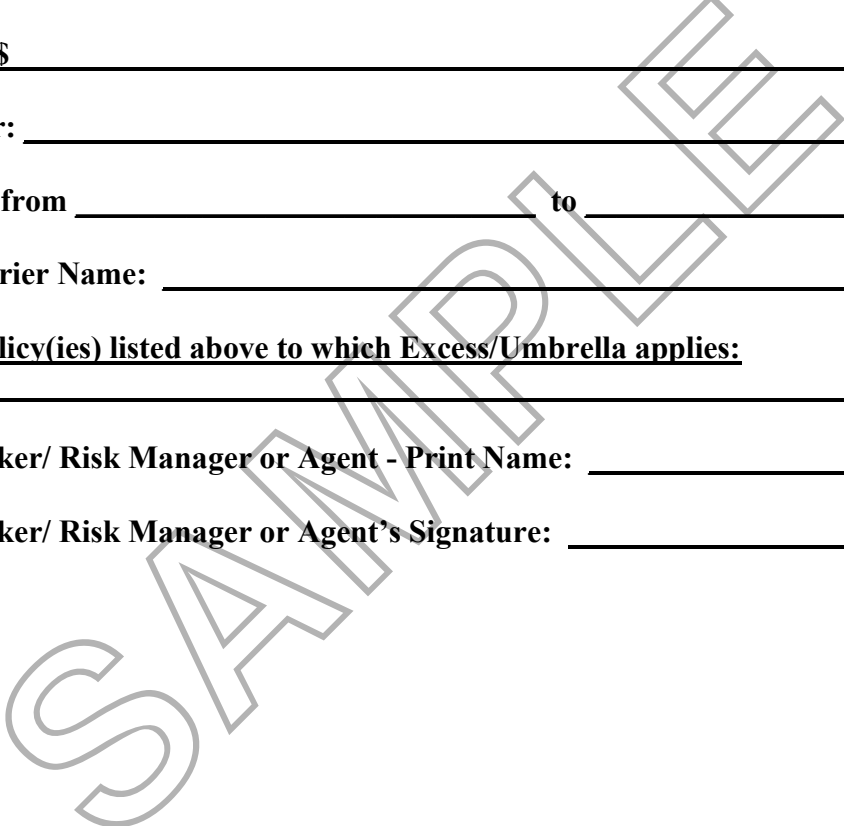 $
r:
from to
rier Name:
licy(ies) listed above to which Excess/Umbrella applies:
ker/ Risk Manager or Agent - Print Name:
ker/ Risk Manager or Agent’s Signature:
SAMPLE